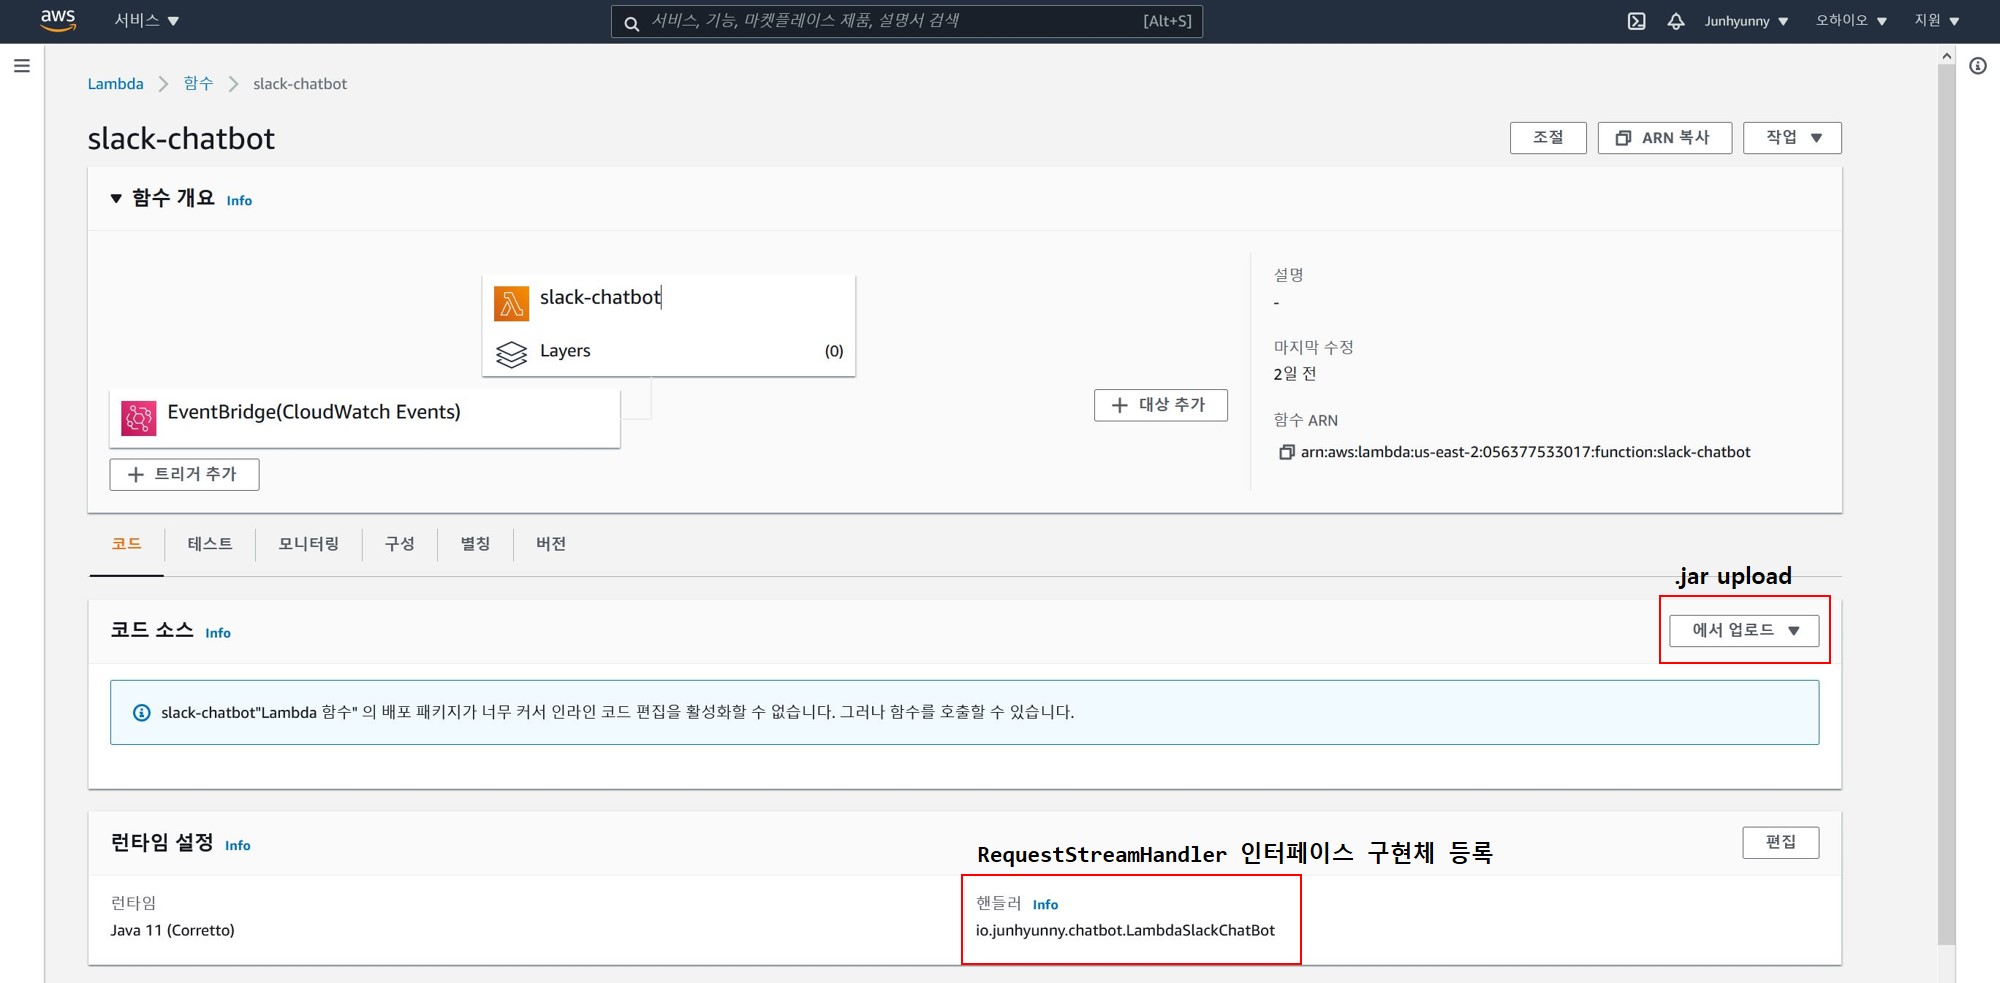 aws 서비스 ▼ 서비스, 기능, 마켓플레이스 제품, 설명서 검색 [Alt+S] Junhyunny ▼ 오하이오 ▼ 지원 ▼
Lambda > 함수 > slack-chatbot
slack-chatbot
조절 ARN 복사 작업 ▼
▼ 함수 개요 Info
slack-chatbot
Layers (0)
EventBridge(CloudWatch Events)
+ 트리거 추가
+ 대상 추가
설명
-
마지막 수정
2일 전
함수 ARN
arn:aws:lambda:us-east-2:056377533017:function:slack-chatbot
코드 테스트 모니터링 구성 별칭 버전
.jar upload
코드 소스 Info
에서 업로드 ▼
slack-chatbot"Lambda 함수" 의 배포 패키지가 너무 커서 인라인 코드 편집을 활성화할 수 없습니다. 그러나 함수를 호출할 수 있습니다.
런타임 설정 Info
RequestStreamHandler 인터페이스 구현체 등록
편집
런타임
Java 11 (Corretto)
핸들러 Info
io.junhyunny.chatbot.LambdaSlackChatBot